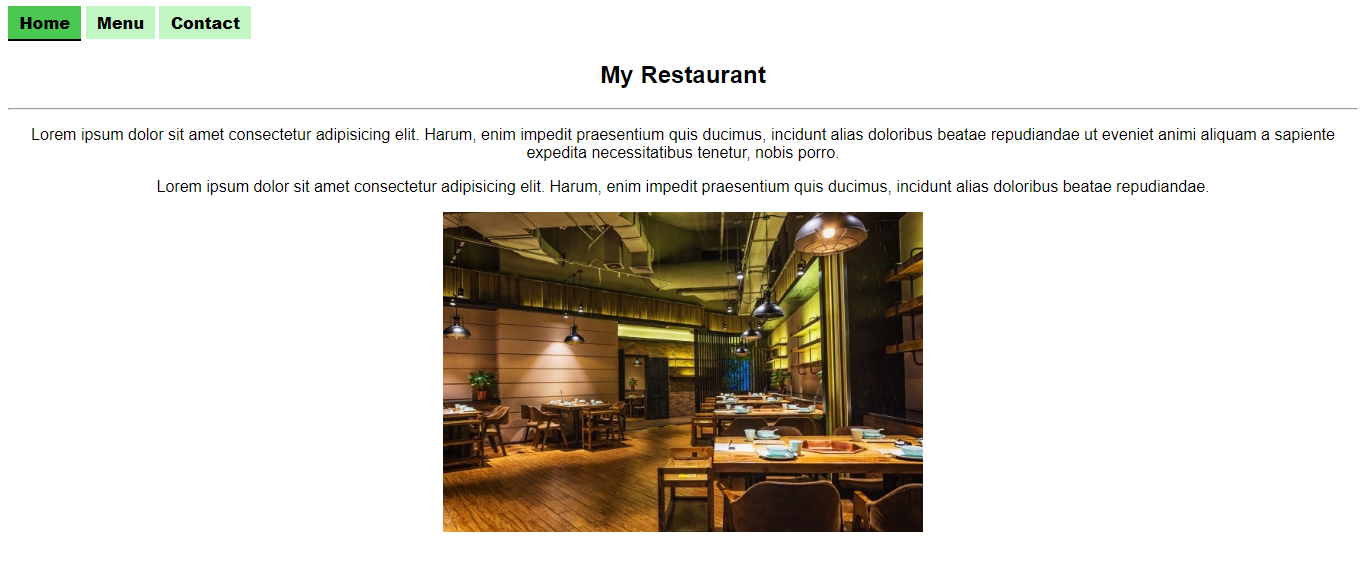 Home Menu Contact
My Restaurant
Lorem ipsum dolor sit amet consectetur adipisicing elit. Harum, enim impedit praesentium quis ducimus, incidunt alias doloribus beatae repudiandae ut eveniet animi aliquam a sapiente
expedita necessitatibus tenetur, nobis porro.
Lorem ipsum dolor sit amet consectetur adipisicing elit. Harum, enim impedit praesentium quis ducimus, incidunt alias doloribus beatae repudiandae.